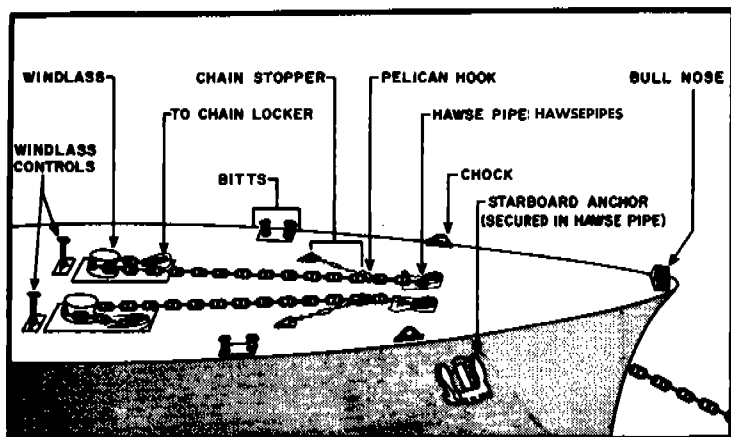 WINDLASS
CHAIN STOPPER
PELICAN HOOK
BULL NOSE
TO CHAIN LOCKER
HAWSE PIPE; HAWSEPIPES
WINDLASS
CONTROLS
BITTS
CHOCK
STARBOARD ANCHOR
(SECURED IN HAWSE PIPE)